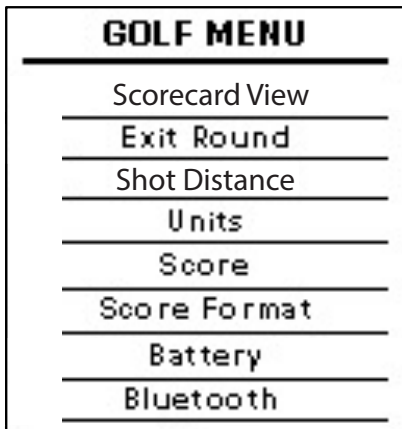 GOLF MENU
Scorecard View
Exit Round
Shot Distance
Units
Score
Score Format
Battery
Bluetooth